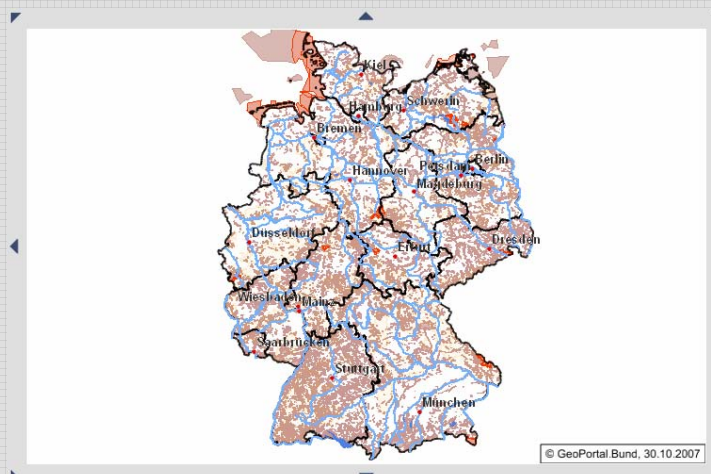 Kiel
Hamburg
Schwerin
Bremen
Potsdam
Berlin
Hannover
Magdeburg
Düsseldorf
Erfurt
Dresden
Wiesbaden
Mainz
Saarbrücken
Stuttgart
München
© GeoPortal.Bund, 30.10.2007